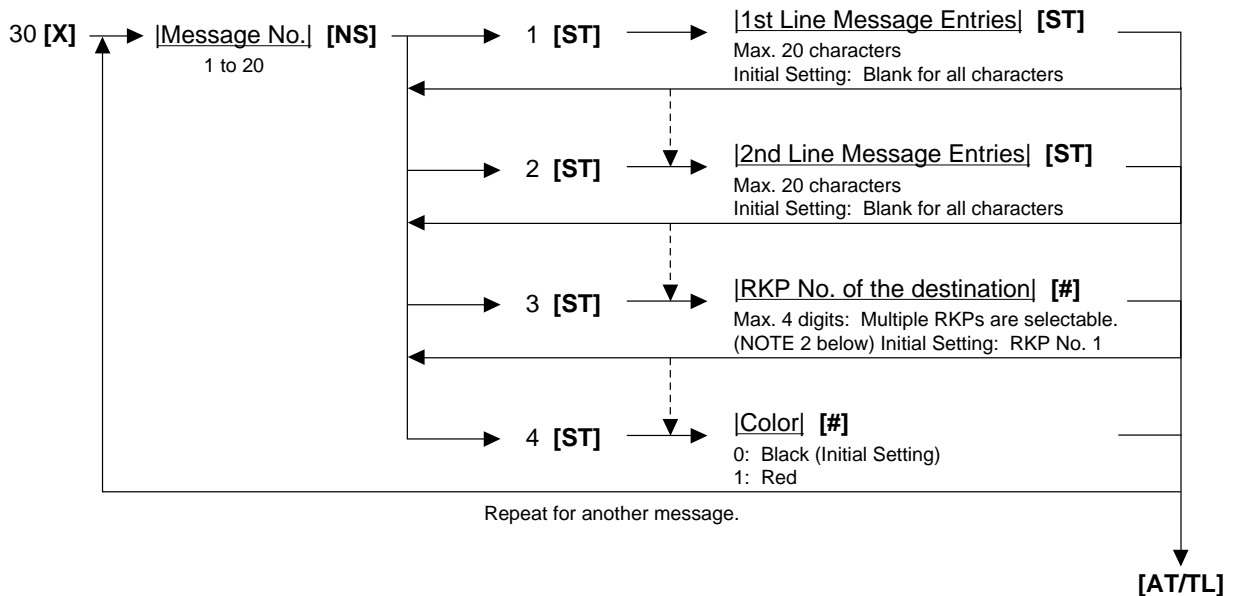 30 [X] |Message No.| [NS] 1 [ST] |1st Line Message Entries| [ST]
1 to 20
Max. 20 characters
Initial Setting: Blank for all characters
2 [ST] |2nd Line Message Entries| [ST]
Max. 20 characters
Initial Setting: Blank for all characters
3 [ST] |RKP No. of the destination| [#]
Max. 4 digits: Multiple RKPs are selectable.
(NOTE 2 below) Initial Setting: RKP No. 1
4 [ST] |Color| [#]
0: Black (Initial Setting)
1: Red
Repeat for another message.
[AT/TL]